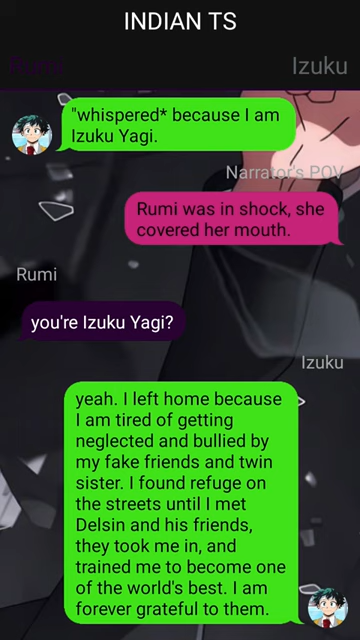 INDIAN TS
Rumi
Izuku
"whispered* because I am
Izuku Yagi.
Narrator's POV
Rumi was in shock, she
covered her mouth.
Rumi
you're Izuku Yagi?
Izuku
yeah. I left home because
I am tired of getting
neglected and bullied by
my fake friends and twin
sister. I found refuge on
the streets until I met
Delsin and his friends,
they took me in, and
trained me to become one
of the world's best. I am
forever grateful to them.